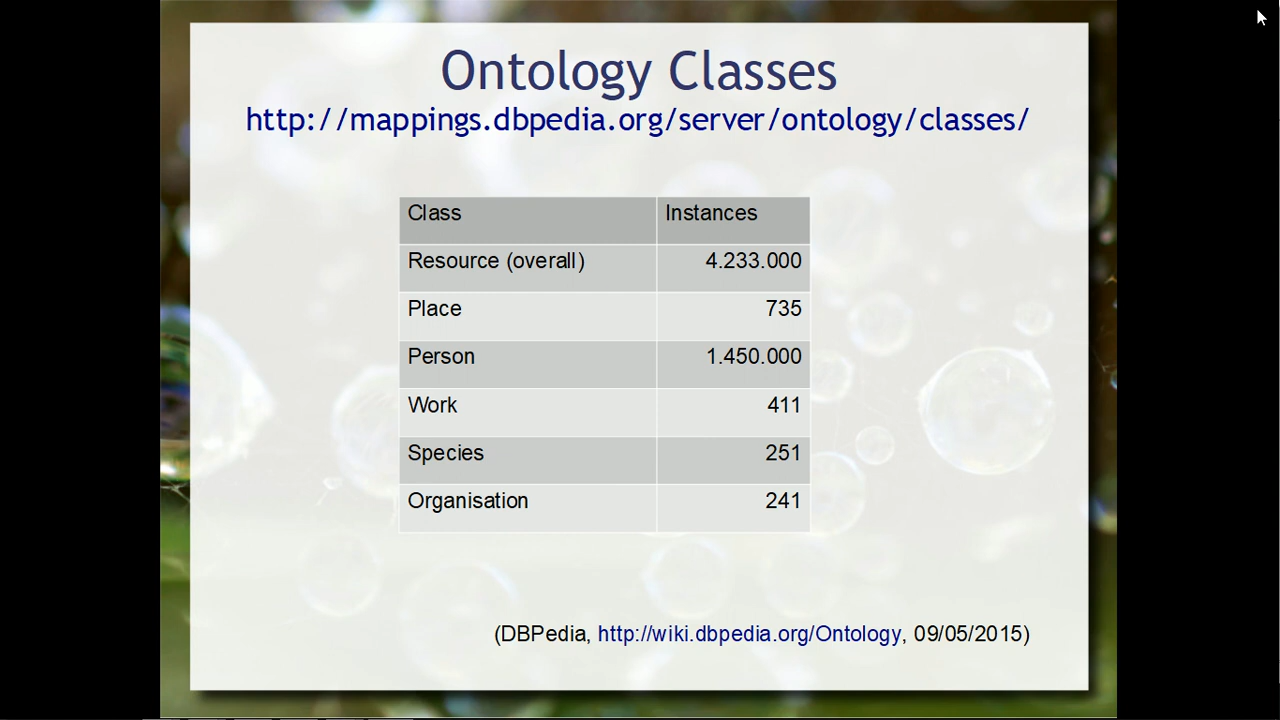 Ontology Classes
http://mappings.dbpedia.org/server/ontology/classes/
Class Instances
Resource (overall) 4.233.000
Place 735
Person 1.450.000
Work 411
Species 251
Organisation 241
(DBPedia, http://wiki.dbpedia.org/Ontology, 09/05/2015)